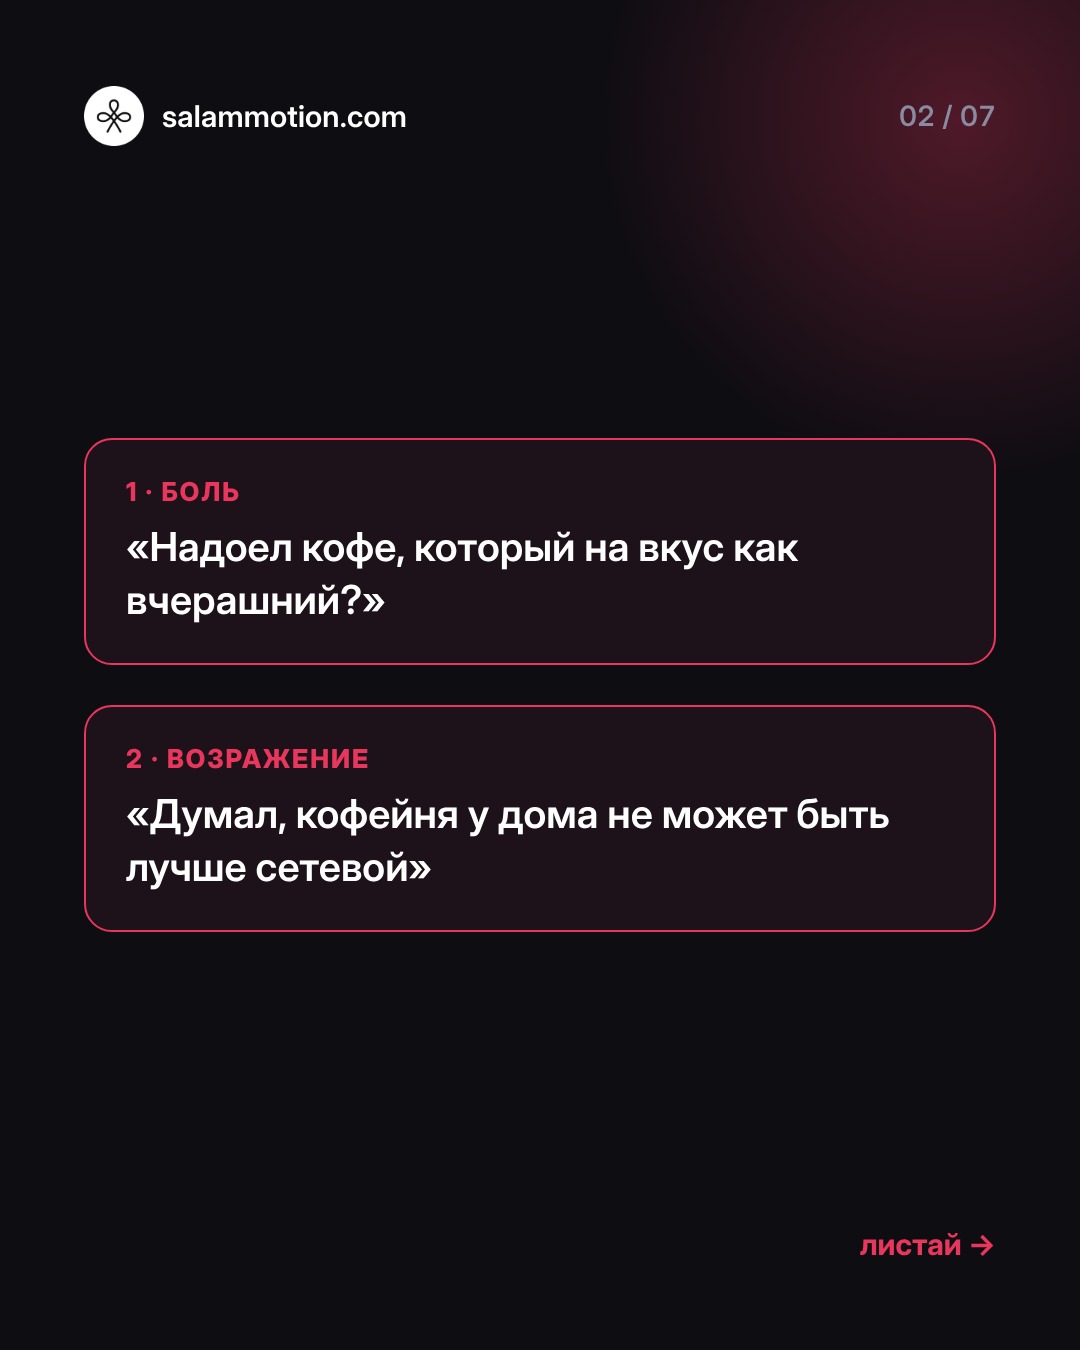 salammotion.com
02 / 07
1 · БОЛЬ
«Надоел кофе, который на вкус как
вчерашний?»
2 · ВОЗРАЖЕНИЕ
«Думал, кофейня у дома не может быть
лучше сетевой»
листай →